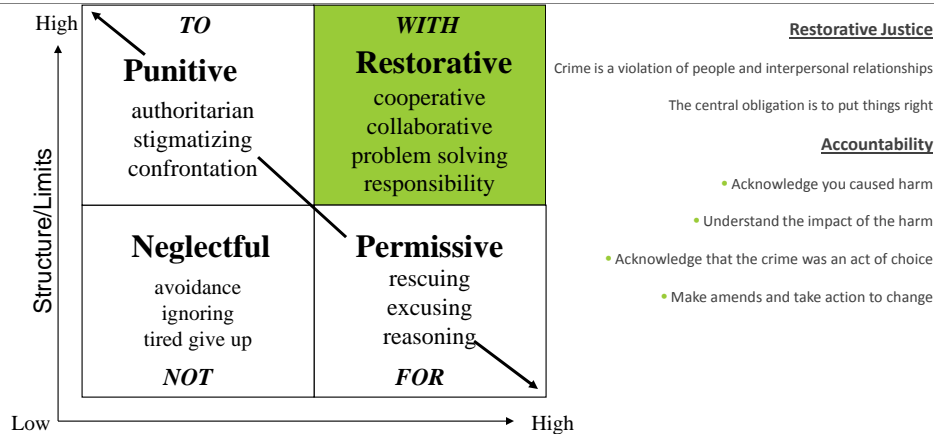 High
TO
Punitive
authoritarian
stigmatizing
confrontation
WITH
Restorative
cooperative
collaborative
problem solving
responsibility
Structure/Limits
Neglectful
avoidance
ignoring
tired give up
NOT
Permissive
rescuing
excusing
reasoning
FOR
Low
High
Restorative Justice
Crime is a violation of people and interpersonal relationships
The central obligation is to put things right
Accountability
• Acknowledge you caused harm
• Understand the impact of the harm
• Acknowledge that the crime was an act of choice
• Make amends and take action to change